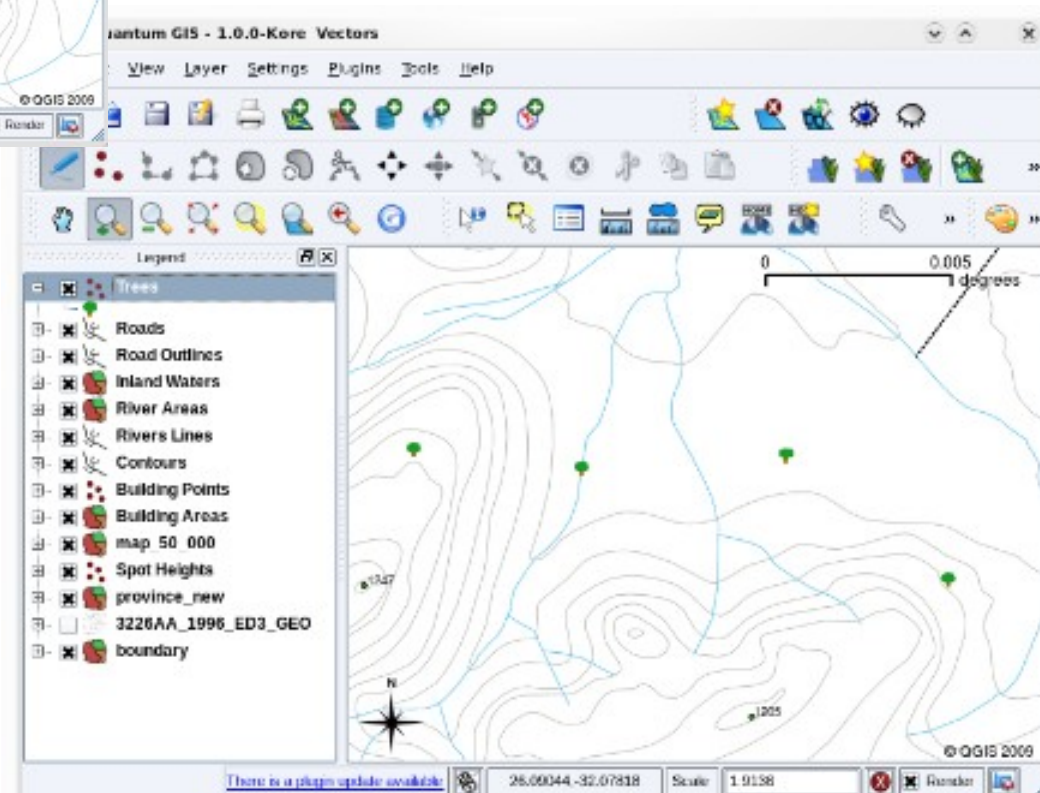 © QGIS 2009
Render
uantum GIS - 1.0.0-Kore Vectors
View Layer Settings Plugins Tools Help
Legend
Trees
Roads
Road Outlines
Inland Waters
River Areas
Rivers Lines
Contours
Building Points
Building Areas
map_50_000
Spot Heights
province_new
3226AA_1996_ED3_GEO
boundary
0 0.005
degrees
1347
N
© QGIS 2009
There is a plugin update available
26.09044,-32.07818
Scale
1.9138
Render